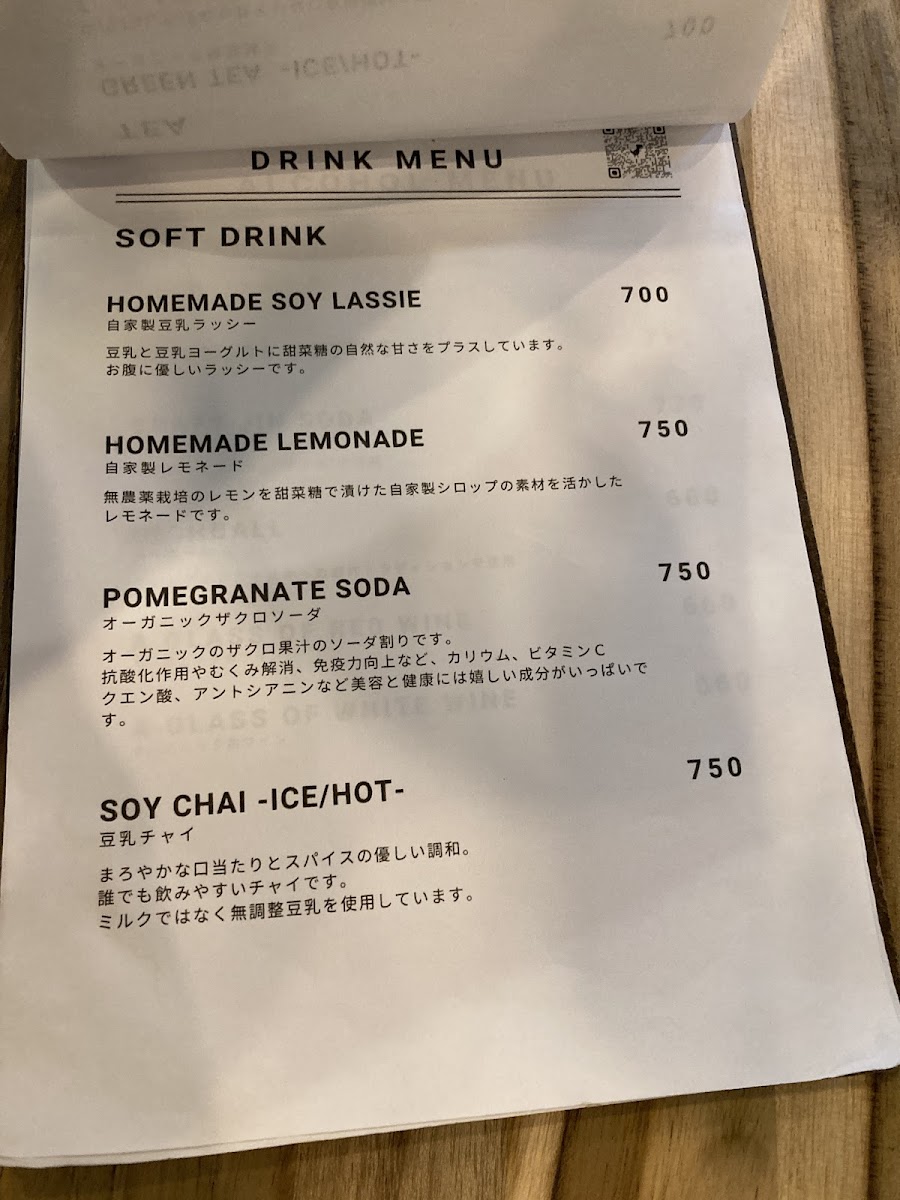 700
GREEN TEA -ICE/HOT-
TEA
DRINK MENU
SOFT DRINK
HOMEMADE SOY LASSIE 700
自家製豆乳ラッシー
豆乳と豆乳ヨーグルトに甜菜糖の自然な甘さをプラスしています。
お腹に優しいラッシーです。
HOMEMADE LEMONADE 750
自家製レモネード
無農薬栽培のレモンを甜菜糖で漬けた自家製シロップの素材を活かした
レモネードです。
POMEGRANATE SODA 750
オーガニックザクロソーダ
オーガニックのザクロ果汁のソーダ割りです。
抗酸化作用やむくみ解消、免疫力向上など、カリウム、ビタミンC
クエン酸、アントシアニンなど美容と健康には嬉しい成分がいっぱいで
す。
SOY CHAI -ICE/HOT- 750
豆乳チャイ
まろやかな口当たりとスパイスの優しい調和。
誰でも飲みやすいチャイです。
ミルクではなく無調整豆乳を使用しています。